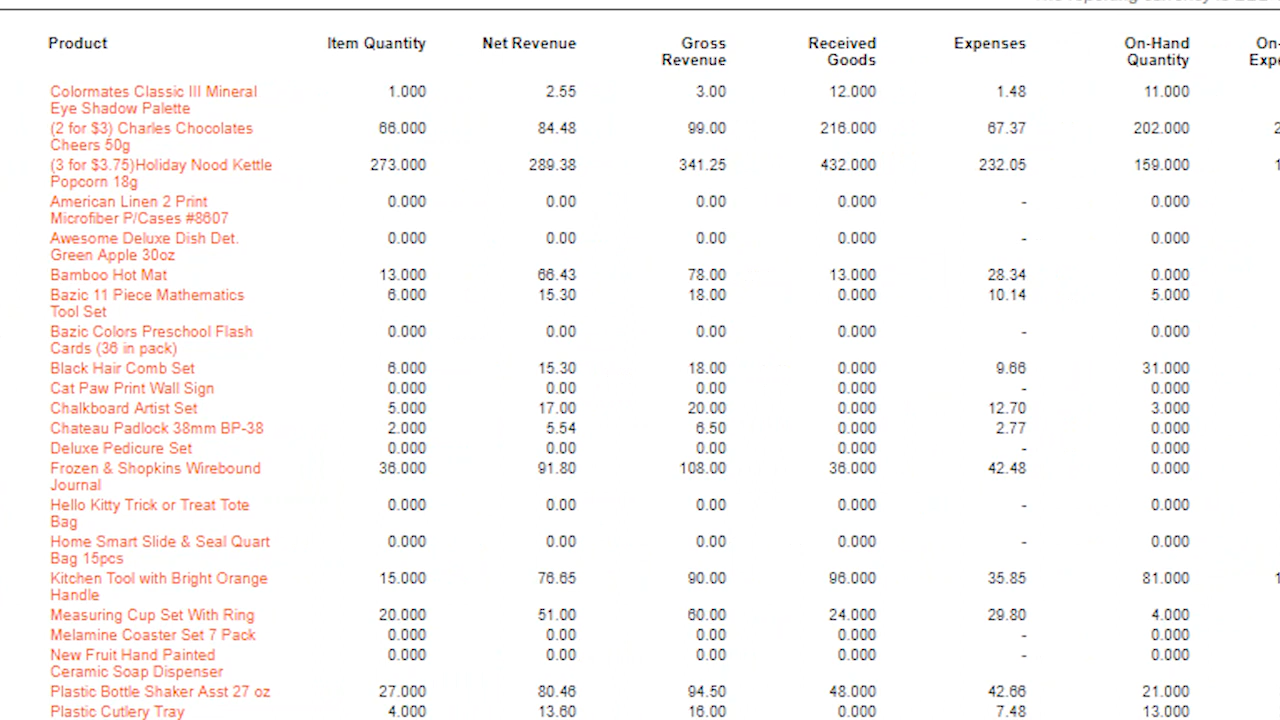 Product Item Quantity Net Revenue Gross Revenue Received Goods Expenses On-Hand Quantity
Colormates Classic III Mineral 1.000 2.55 3.00 12.000 1.48 11.000
Eye Shadow Palette
(2 for $3) Charles Chocolates 66.000 84.48 99.00 216.000 67.37 202.000
Cheers 50g
(3 for $3.75)Holiday Nood Kettle 273.000 289.38 341.25 432.000 232.05 159.000
Popcorn 18g
American Linen 2 Print 0.000 0.00 0.00 0.000 - 0.000
Microfiber P/Cases #8607
Awesome Deluxe Dish Det. 0.000 0.00 0.00 0.000 - 0.000
Green Apple 30oz
Bamboo Hot Mat 13.000 66.43 78.00 13.000 28.34 0.000
Bazic 11 Piece Mathematics 6.000 15.30 18.00 0.000 10.14 5.000
Tool Set
Bazic Colors Preschool Flash 0.000 0.00 0.00 0.000 - 0.000
Cards (36 in pack)
Black Hair Comb Set 6.000 15.30 18.00 0.000 9.66 31.000
Cat Paw Print Wall Sign 0.000 0.00 0.00 0.000 - 0.000
Chalkboard Artist Set 5.000 17.00 20.00 0.000 12.70 3.000
Chateau Padlock 38mm BP-38 2.000 5.54 6.50 0.000 2.77 0.000
Deluxe Pedicure Set 0.000 0.00 0.00 0.000 - 0.000
Frozen & Shopkins Wirebound 36.000 91.80 108.00 36.000 42.48 0.000
Journal
Hello Kitty Trick or Treat Tote 0.000 0.00 0.00 0.000 - 0.000
Bag
Home Smart Slide & Seal Quart 0.000 0.00 0.00 0.000 - 0.000
Bag 15pcs
Kitchen Tool with Bright Orange 15.000 76.65 90.00 96.000 35.85 81.000
Handle
Measuring Cup Set With Ring 20.000 51.00 60.00 24.000 29.80 4.000
Melamine Coaster Set 7 Pack 0.000 0.00 0.00 0.000 - 0.000
New Fruit Hand Painted 0.000 0.00 0.00 0.000 - 0.000
Ceramic Soap Dispenser
Plastic Bottle Shaker Asst 27 oz 27.000 80.46 94.50 48.000 42.66 21.000
Plastic Cutlery Tray 4.000 13.60 16.00 0.000 7.48 13.000